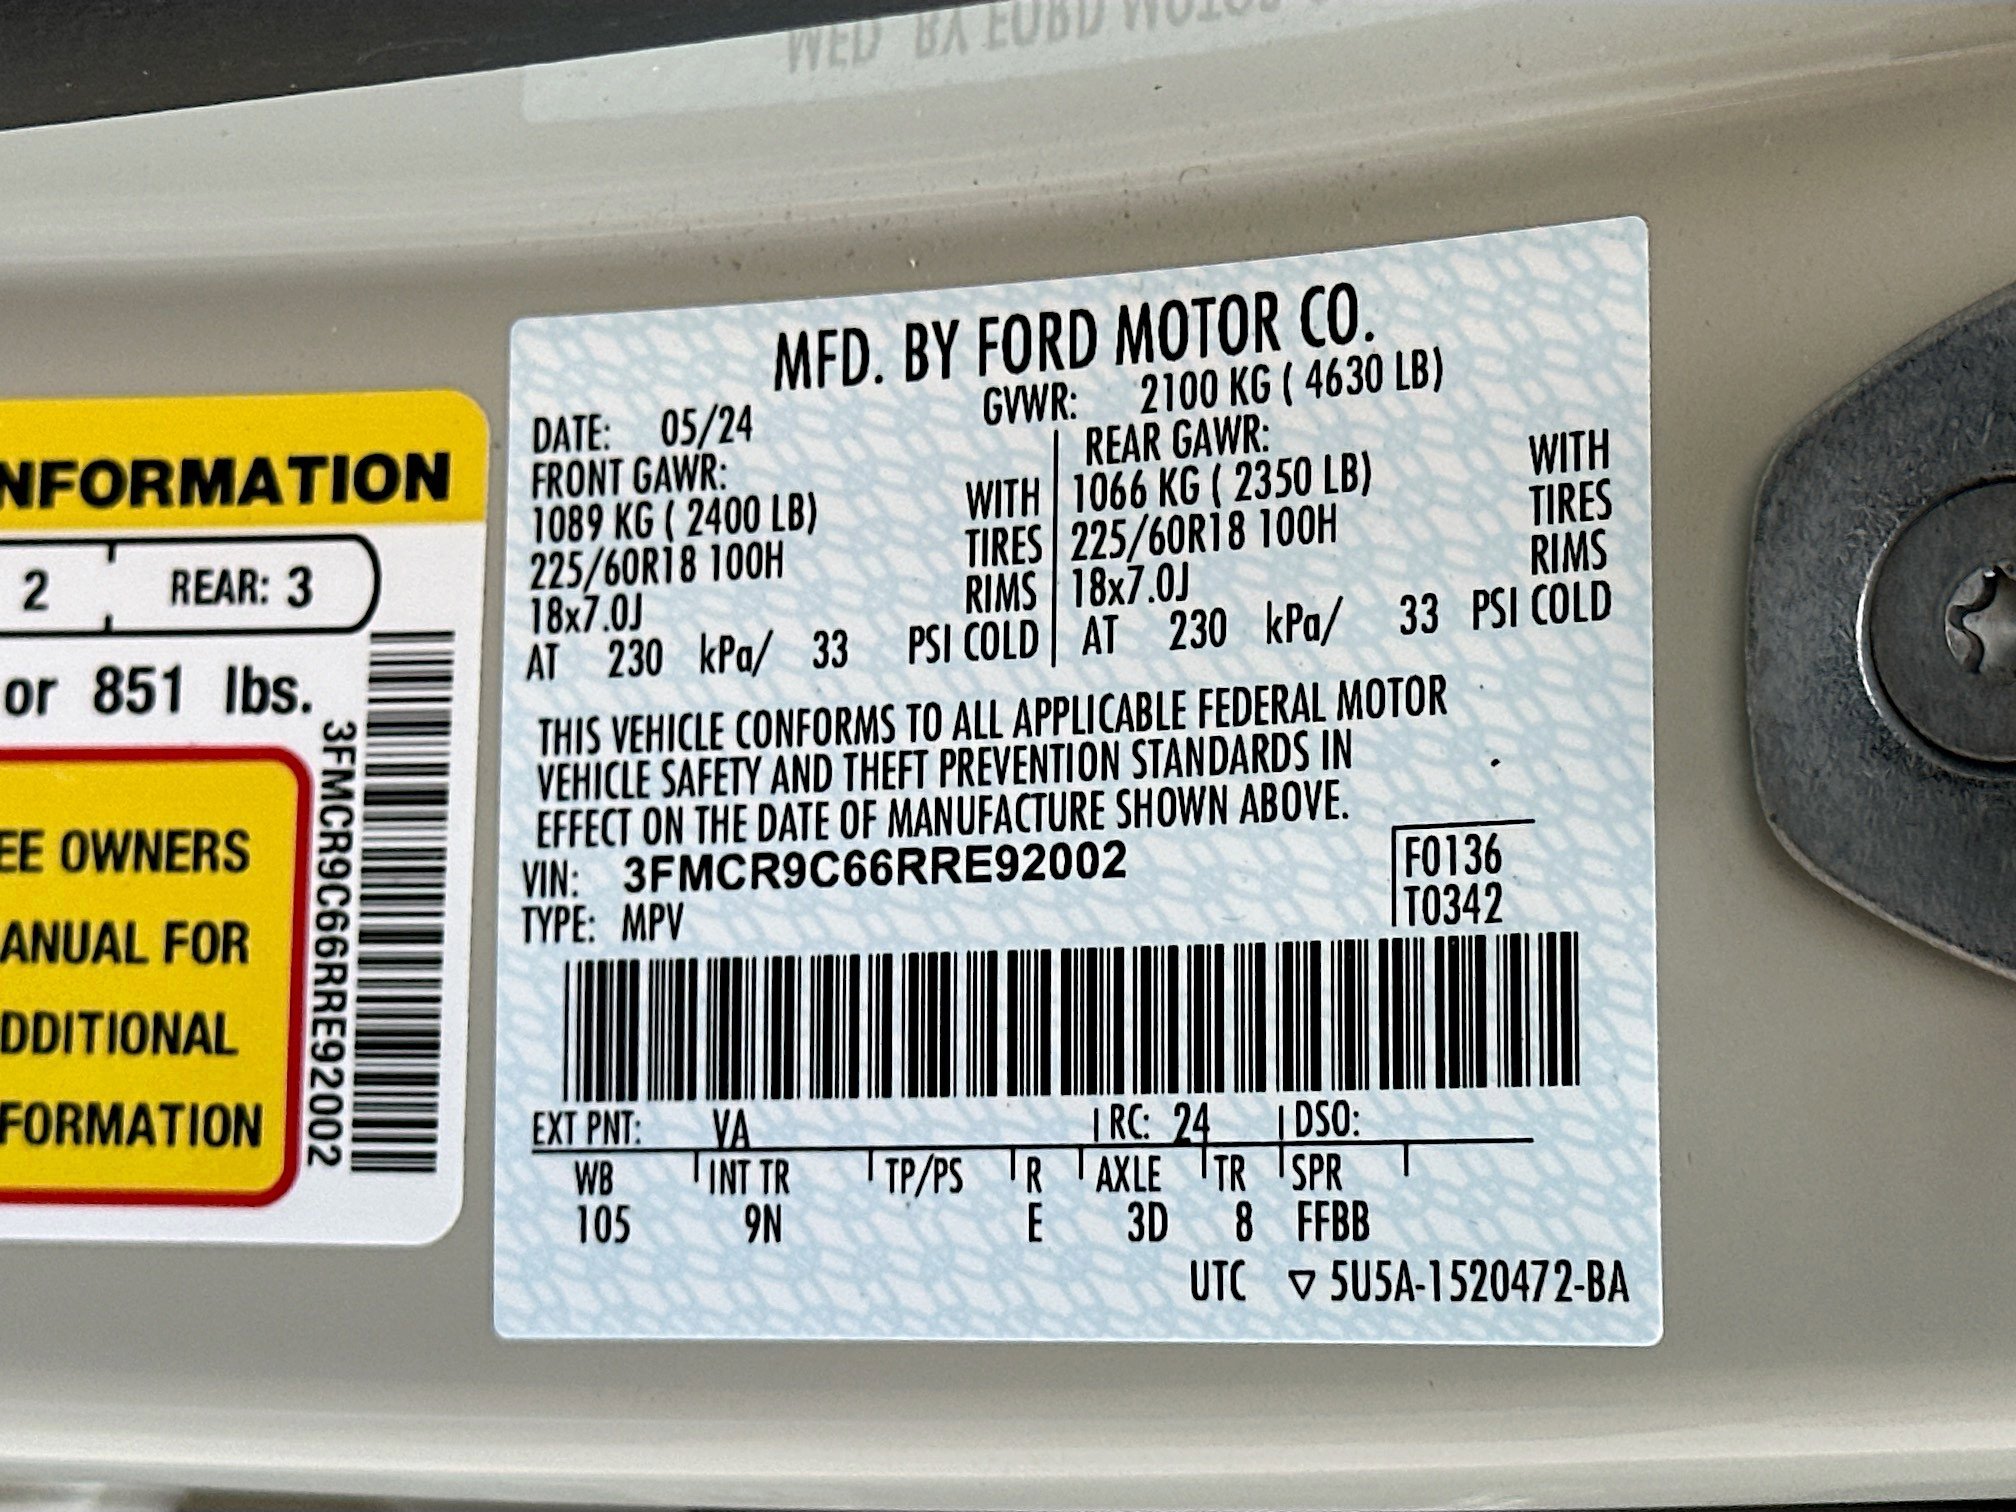 MFD. BY FORD MOTOR CO.
DATE: 05/24 GVWR: 2100 KG ( 4630 LB)
FRONT GAWR: REAR GAWR:
1089 KG ( 2400 LB) WITH 1066 KG ( 2350 LB) WITH
225/60R18 100H TIRES 225/60R18 100H TIRES
18x7.0J RIMS 18x7.0J RIMS
AT 230 kPa/ 33 PSI COLD AT 230 kPa/ 33 PSI COLD
THIS VEHICLE CONFORMS TO ALL APPLICABLE FEDERAL MOTOR
VEHICLE SAFETY AND THEFT PREVENTION STANDARDS IN
EFFECT ON THE DATE OF MANUFACTURE SHOWN ABOVE.
VIN: 3FMCR9C66RRE92002 F0136
TYPE: MPV T0342
EXT PNT: VA RC: 24 DSO:
WB INT TR TP/PS R AXLE TR SPR
105 9N E 3D 8 FFBB
UTC ▽ 5U5A-1520472-BA
NFORMATION
2 REAR: 3
or 851 lbs.
3FMCR9C66RRE92002
EE OWNERS
ANUAL FOR
DDITIONAL
FORMATION